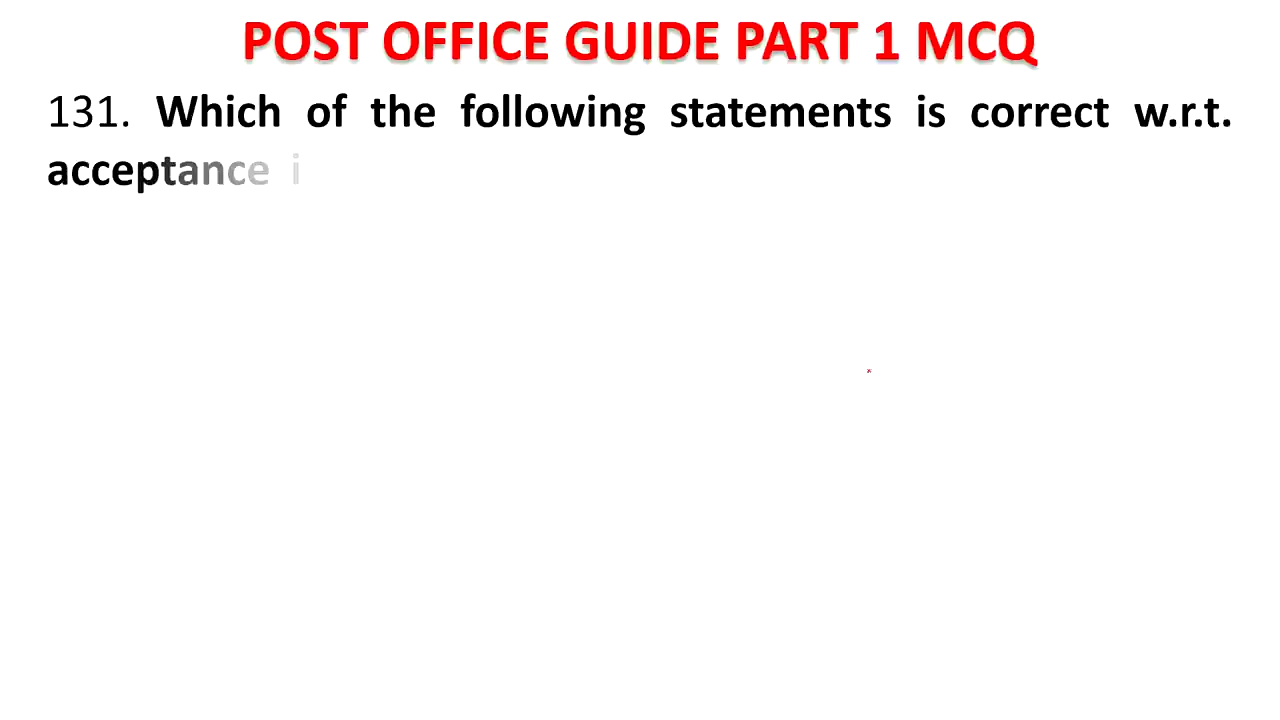 POST OFFICE GUIDE PART 1 MCQ
131. Which of the following statements is correct w.r.t.
acceptance i